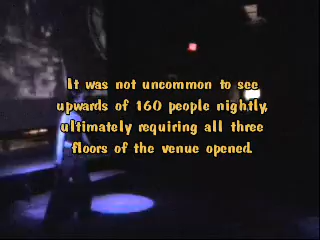 It was not uncommon to see
upwards of 160 people nightly,
ultimately requiring all three
floors of the venue opened.